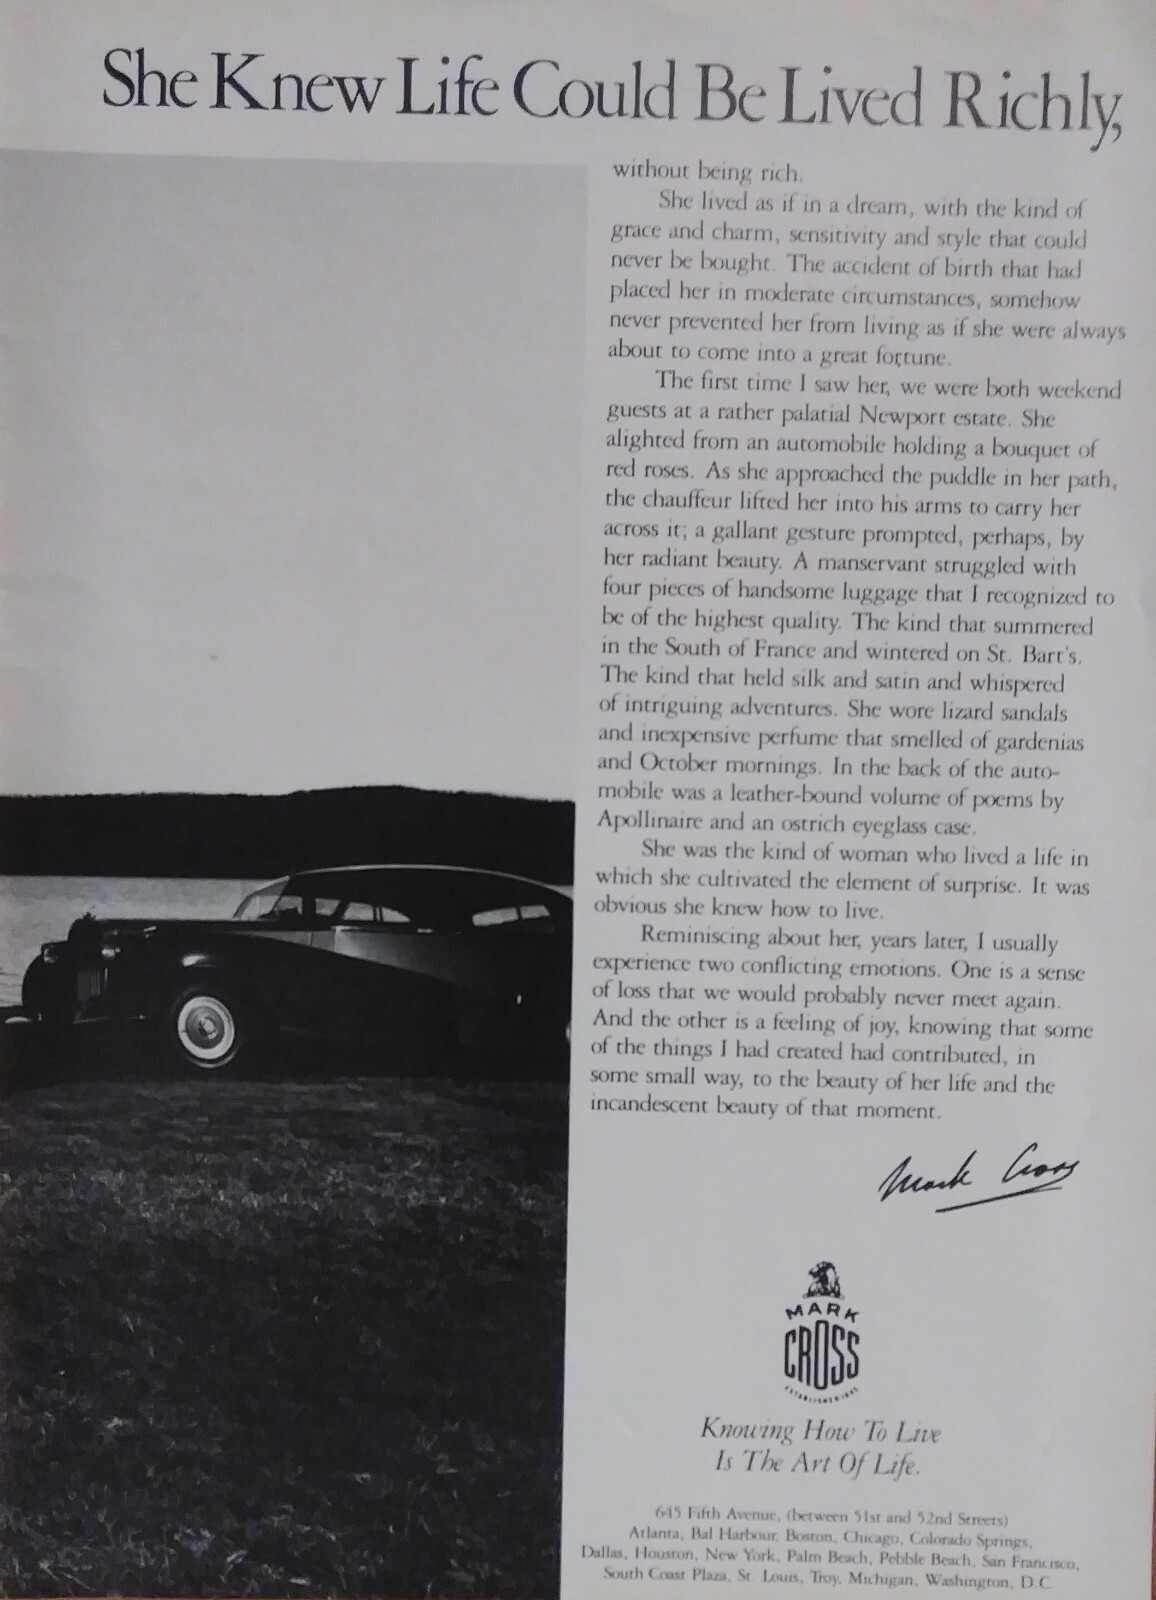 She Knew Life Could Be Lived Richly,
without being rich.
She lived as if in a dream, with the kind of
grace and charm, sensitivity and style that could
never be bought. The accident of birth that had
placed her in moderate circumstances, somehow
never prevented her from living as if she were always
about to come into a great fortune.
The first time I saw her, we were both weekend
guests at a rather palatial Newport estate. She
alighted from an automobile holding a bouquet of
red roses. As she approached the puddle in her path,
the chauffeur lifted her into his arms to carry her
across it; a gallant gesture prompted, perhaps, by
her radiant beauty. A manservant struggled with
four pieces of handsome luggage that I recognized to
be of the highest quality. The kind that summered
in the South of France and wintered on St. Bart's.
The kind that held silk and satin and whispered
of intriguing adventures. She wore lizard sandals
and inexpensive perfume that smelled of gardenias
and October mornings. In the back of the auto-
mobile was a leather-bound volume of poems by
Apollinaire and an ostrich eyeglass case.
She was the kind of woman who lived a life in
which she cultivated the element of surprise. It was
obvious she knew how to live.
Reminiscing about her, years later, I usually
experience two conflicting emotions. One is a sense
of loss that we would probably never meet again.
And the other is a feeling of joy, knowing that some
of the things I had created had contributed, in
some small way, to the beauty of her life and the
incandescent beauty of that moment.
Mark Cross
MARK
CROSS
ESTABLISHED
Knowing How To Live
Is The Art Of Life.
645 Fifth Avenue, (between 51st and 52nd Streets)
Atlanta, Bal Harbour, Boston, Chicago, Colorado Springs,
Dallas, Houston, New York, Palm Beach, Pebble Beach, San Francisco,
South Coast Plaza, St. Louis, Troy, Michigan, Washington, D.C.